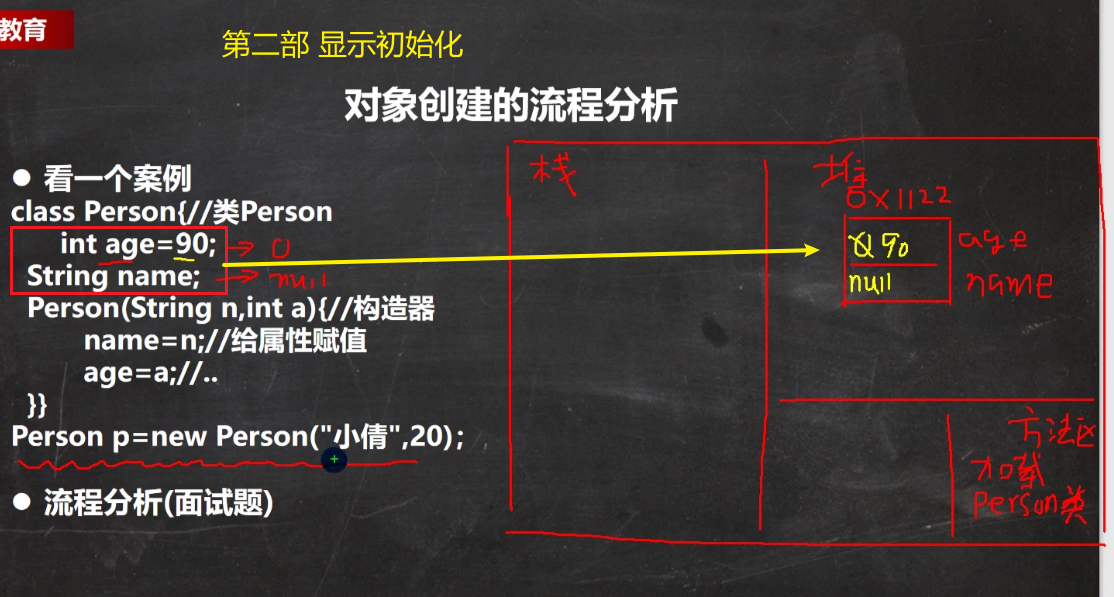 教育
第二部 显示初始化
对象创建的流程分析
● 看一个案例
class Person{//类Person
int age=90;
String name;
Person(String n,int a){//构造器
name=n;//给属性赋值
age=a;//..
}}
Person p=new Person("小倩",20);
● 流程分析(面试题)
0
null
栈
堆
0x1122
0 90
age
null
name
方法区
加载
Person类